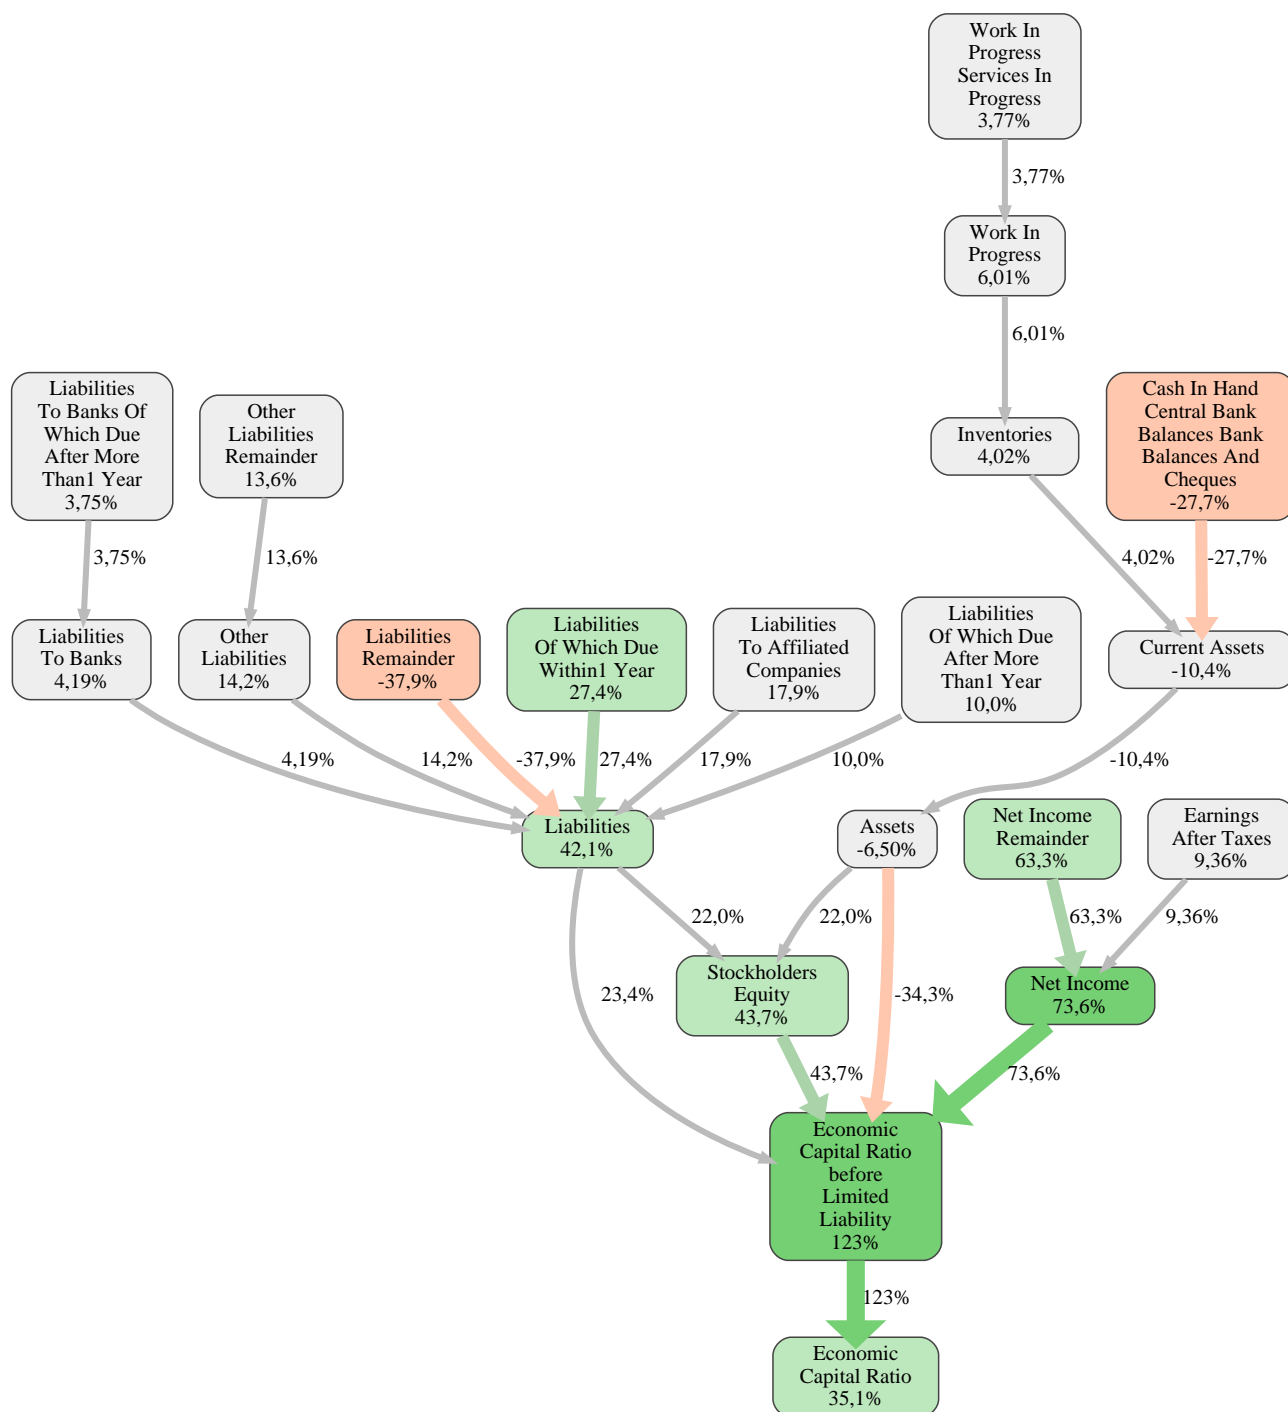 Work In
Progress
Services In
Progress
3,77%
3,77%
Work In
Progress
6,01%
6,01%
Liabilities
To Banks Of
Which Due
After More
Than1 Year
3,75%
Other
Liabilities
Remainder
13,6%
Inventories
4,02%
Cash In Hand
Central Bank
Balances Bank
Balances And
Cheques
-27,7%
3,75%
13,6%
4,02%
-27,7%
Liabilities
To Banks
4,19%
Other
Liabilities
14,2%
Liabilities
Remainder
-37,9%
Liabilities
Of Which Due
Within1 Year
27,4%
Liabilities
To Affiliated
Companies
17,9%
Liabilities
Of Which Due
After More
Than1 Year
10,0%
Current Assets
-10,4%
4,19%
14,2%
-37,9%
27,4%
17,9%
10,0%
-10,4%
Liabilities
42,1%
Assets
-6,50%
Net Income
Remainder
63,3%
Earnings
After Taxes
9,36%
22,0%
22,0%
63,3%
9,36%
Stockholders
Equity
43,7%
Net Income
73,6%
23,4%
-34,3%
43,7%
73,6%
Economic
Capital Ratio
before
Limited
Liability
123%
123%
Economic
Capital Ratio
35,1%